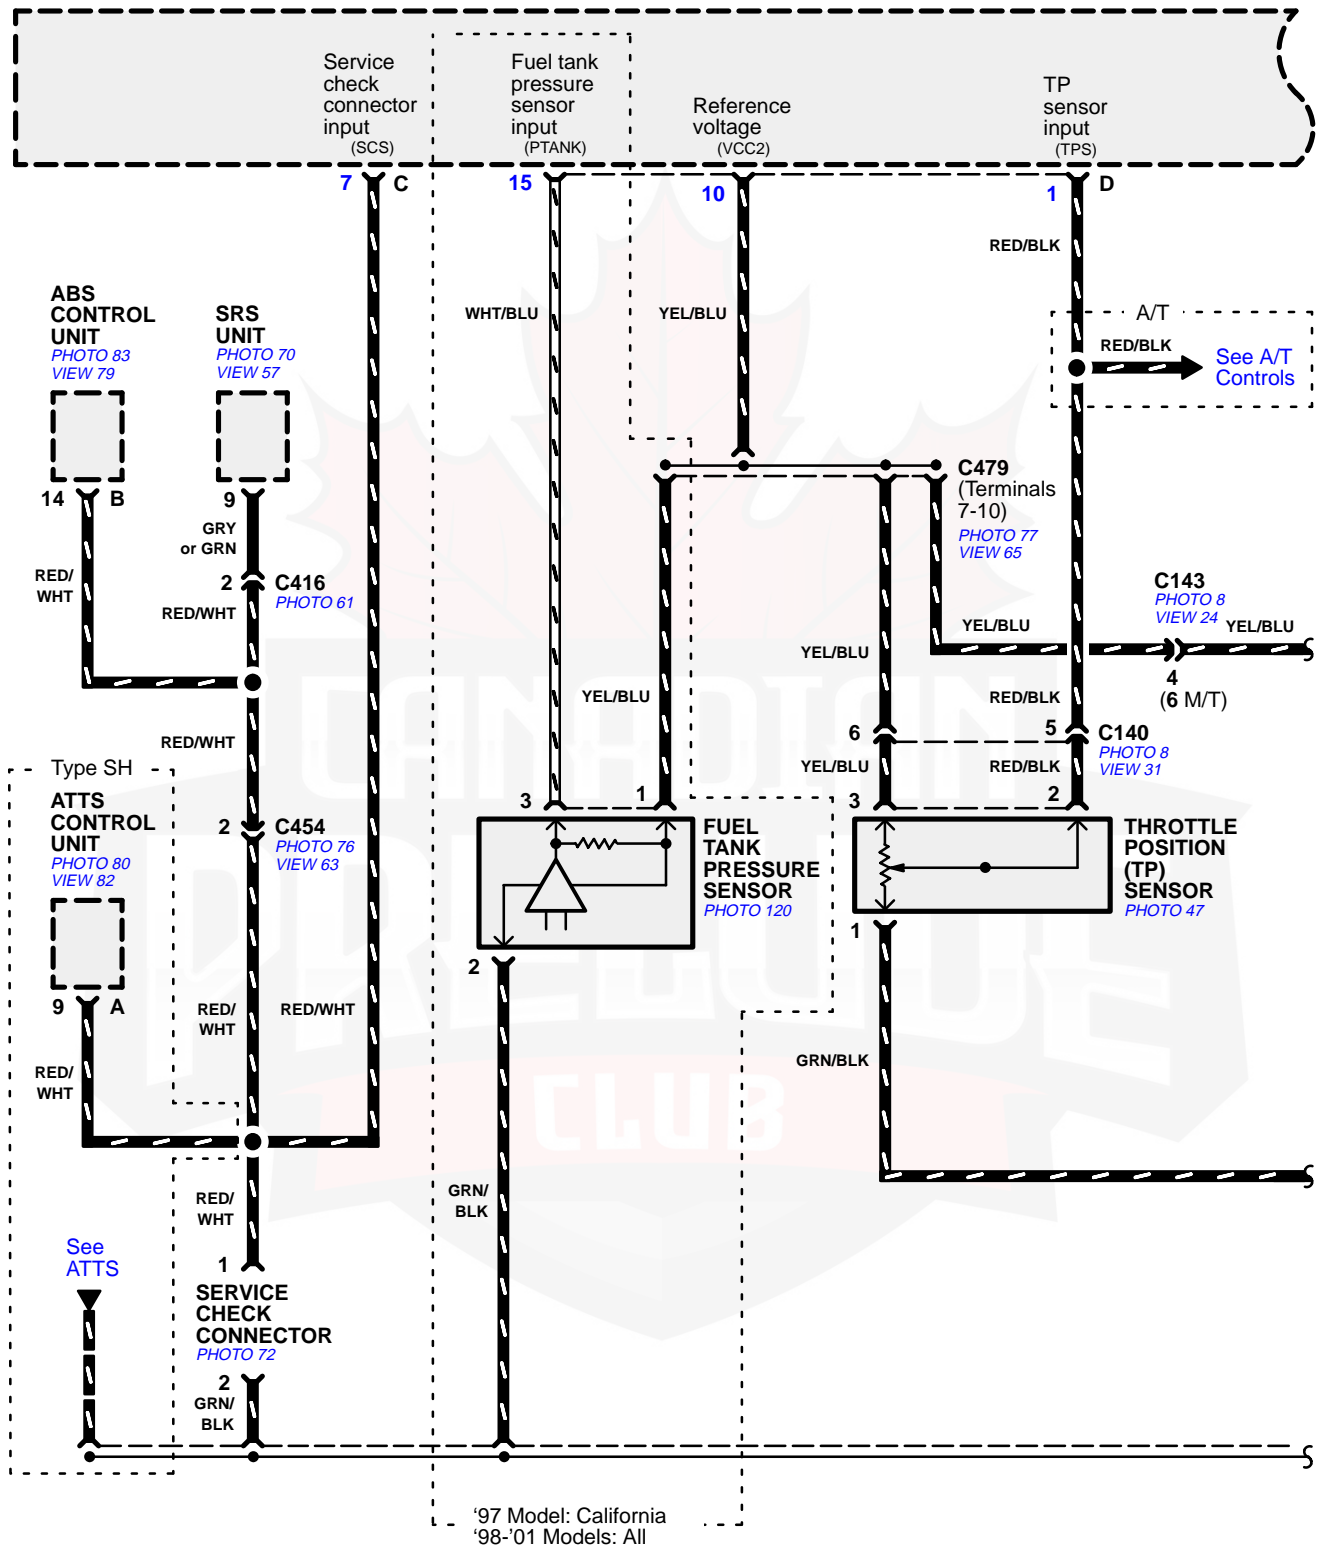 Service
check
connector
input
(SCS)
Fuel tank
pressure
sensor
input
(PTANK)
Reference
voltage
(VCC2)
TP
sensor
input
(TPS)
7
C
15
10
1
D
RED/BLK
WHT/BLU
YEL/BLU
A/T
RED/BLK
See A/T
Controls
ABS
CONTROL
UNIT
PHOTO 83
VIEW 79
SRS
UNIT
PHOTO 70
VIEW 57
14
B
9
GRY
or GRN
RED/
WHT
2
C416
PHOTO 61
RED/WHT
C479
(Terminals
7-10)
PHOTO 77
VIEW 65
C143
PHOTO 8
VIEW 24
YEL/BLU
YEL/BLU
4
(6 M/T)
YEL/BLU
YEL/BLU
RED/BLK
CANADIAN
RED/WHT
6
5
C140
PHOTO 8
VIEW 31
YEL/BLU
RED/BLK
Type SH
ATTS
CONTROL
UNIT
PHOTO 80
VIEW 82
2
C454
PHOTO 76
VIEW 63
3
1
3
2
FUEL
TANK
PRESSURE
SENSOR
PHOTO 120
THROTTLE
POSITION
(TP)
SENSOR
PHOTO 47
PRELUDE
1
2
9
A
RED/
WHT
RED/WHT
RED/
WHT
GRN/BLK
CLUB
RED/
WHT
GRN/
BLK
See
ATTS
1
SERVICE
CHECK
CONNECTOR
PHOTO 72
2
GRN/
BLK
‘97 Model: California
‘98-’01 Models: All